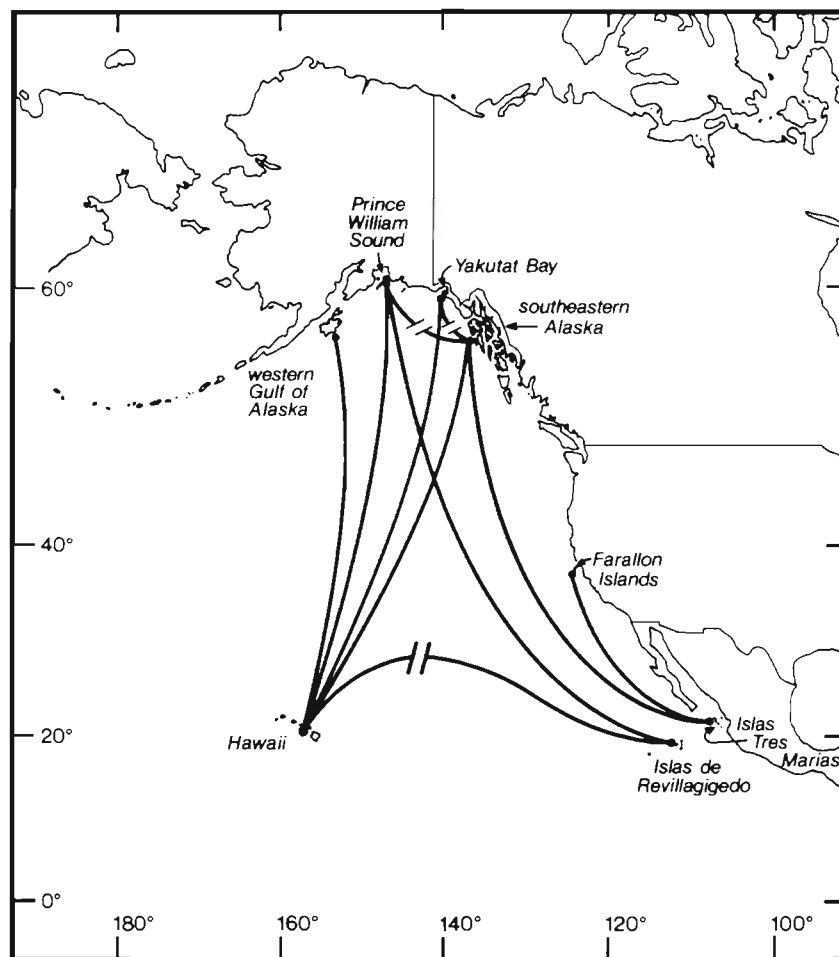 Prince
William
Sound
Yakutat Bay
60°
southeastern
Alaska
western
Gulf of
Alaska
40°
Farallon
Islands
20°
Hawaii
Islas
Tres
Marias
Islas de
Revillagigedo
0°
180°
160°
140°
120°
100°